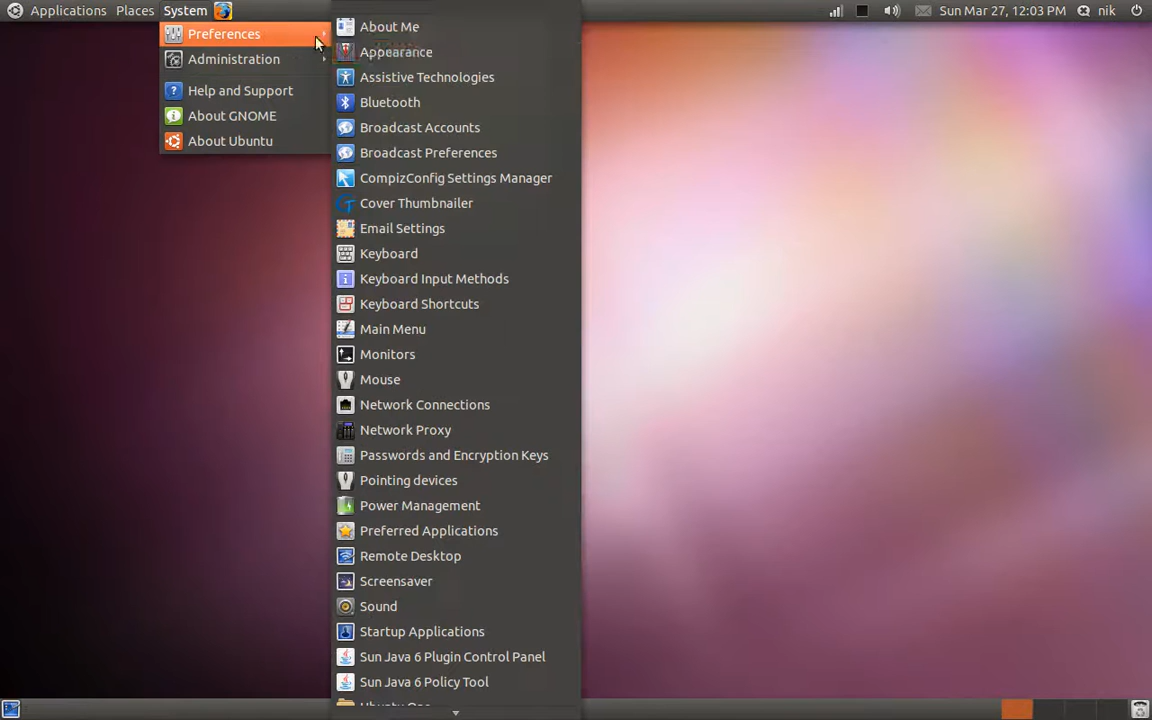 Applications Places System
Sun Mar 27, 12:03 PM nik
Preferences
Administration
Help and Support
About GNOME
About Ubuntu
About Me
Appearance
Assistive Technologies
Bluetooth
Broadcast Accounts
Broadcast Preferences
CompizConfig Settings Manager
Cover Thumbnailer
Email Settings
Keyboard
Keyboard Input Methods
Keyboard Shortcuts
Main Menu
Monitors
Mouse
Network Connections
Network Proxy
Passwords and Encryption Keys
Pointing devices
Power Management
Preferred Applications
Remote Desktop
Screensaver
Sound
Startup Applications
Sun Java 6 Plugin Control Panel
Sun Java 6 Policy Tool
Ubuntu One